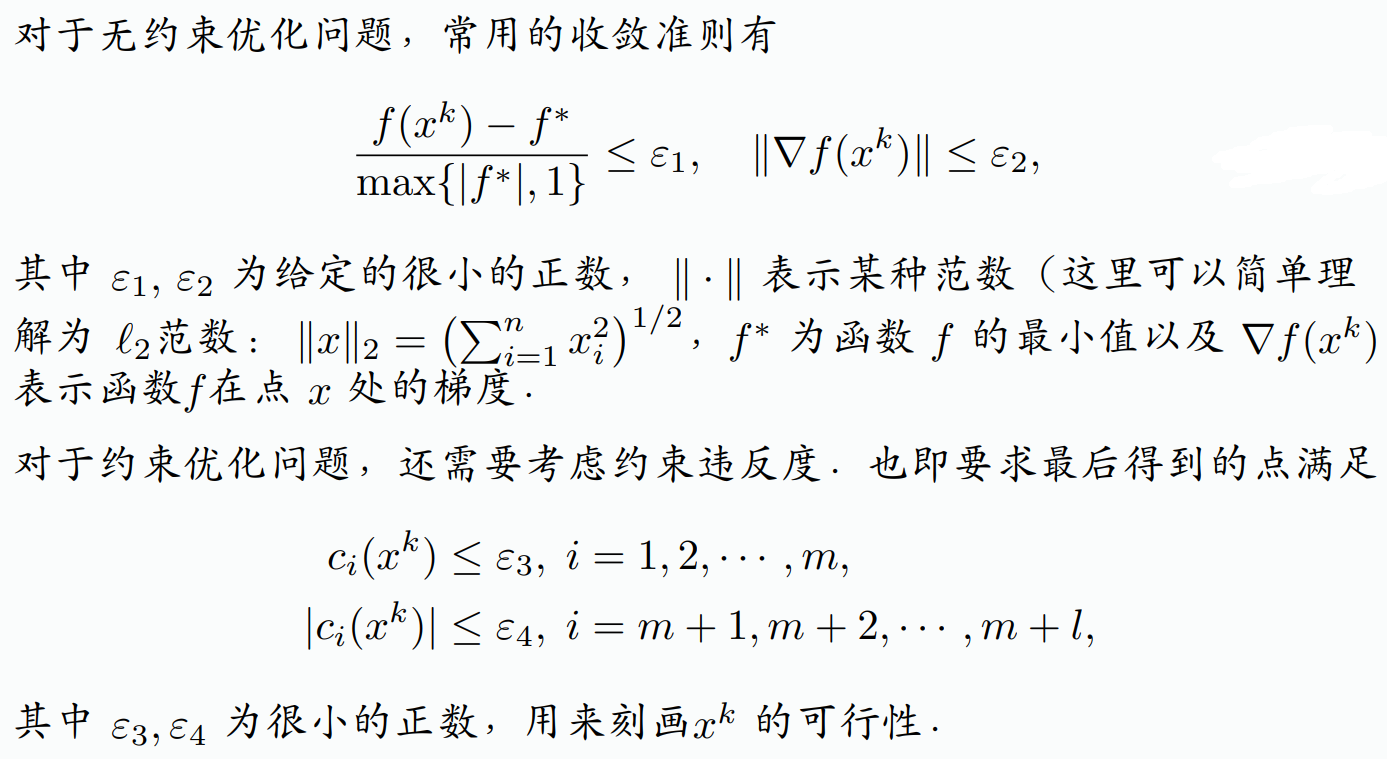 对于无约束优化问题，常用的收敛准则有
$\frac{f(x^k) - f^*}{\max\{|f^*|, 1\}} \leq \varepsilon_1, \quad \|\nabla f(x^k)\| \leq \varepsilon_2,$
其中 $\varepsilon_1, \varepsilon_2$ 为给定的很小的正数，$\|\cdot\|$ 表示某种范数（这里可以简单理
解为 $\ell_2$范数：$\|x\|_2 = \left(\sum_{i=1}^n x_i^2\right)^{1/2}$，$f^*$ 为函数 $f$ 的最小值以及 $\nabla f(x^k)$
表示函数$f$在点 $x$ 处的梯度．
对于约束优化问题，还需要考虑约束违反度．也即要求最后得到的点满足
$c_i(x^k) \leq \varepsilon_3, \ i = 1, 2, \cdots, m,$
$|c_i(x^k)| \leq \varepsilon_4, \ i = m+1, m+2, \cdots, m+l,$
其中 $\varepsilon_3, \varepsilon_4$ 为很小的正数，用来刻画$x^k$ 的可行性．